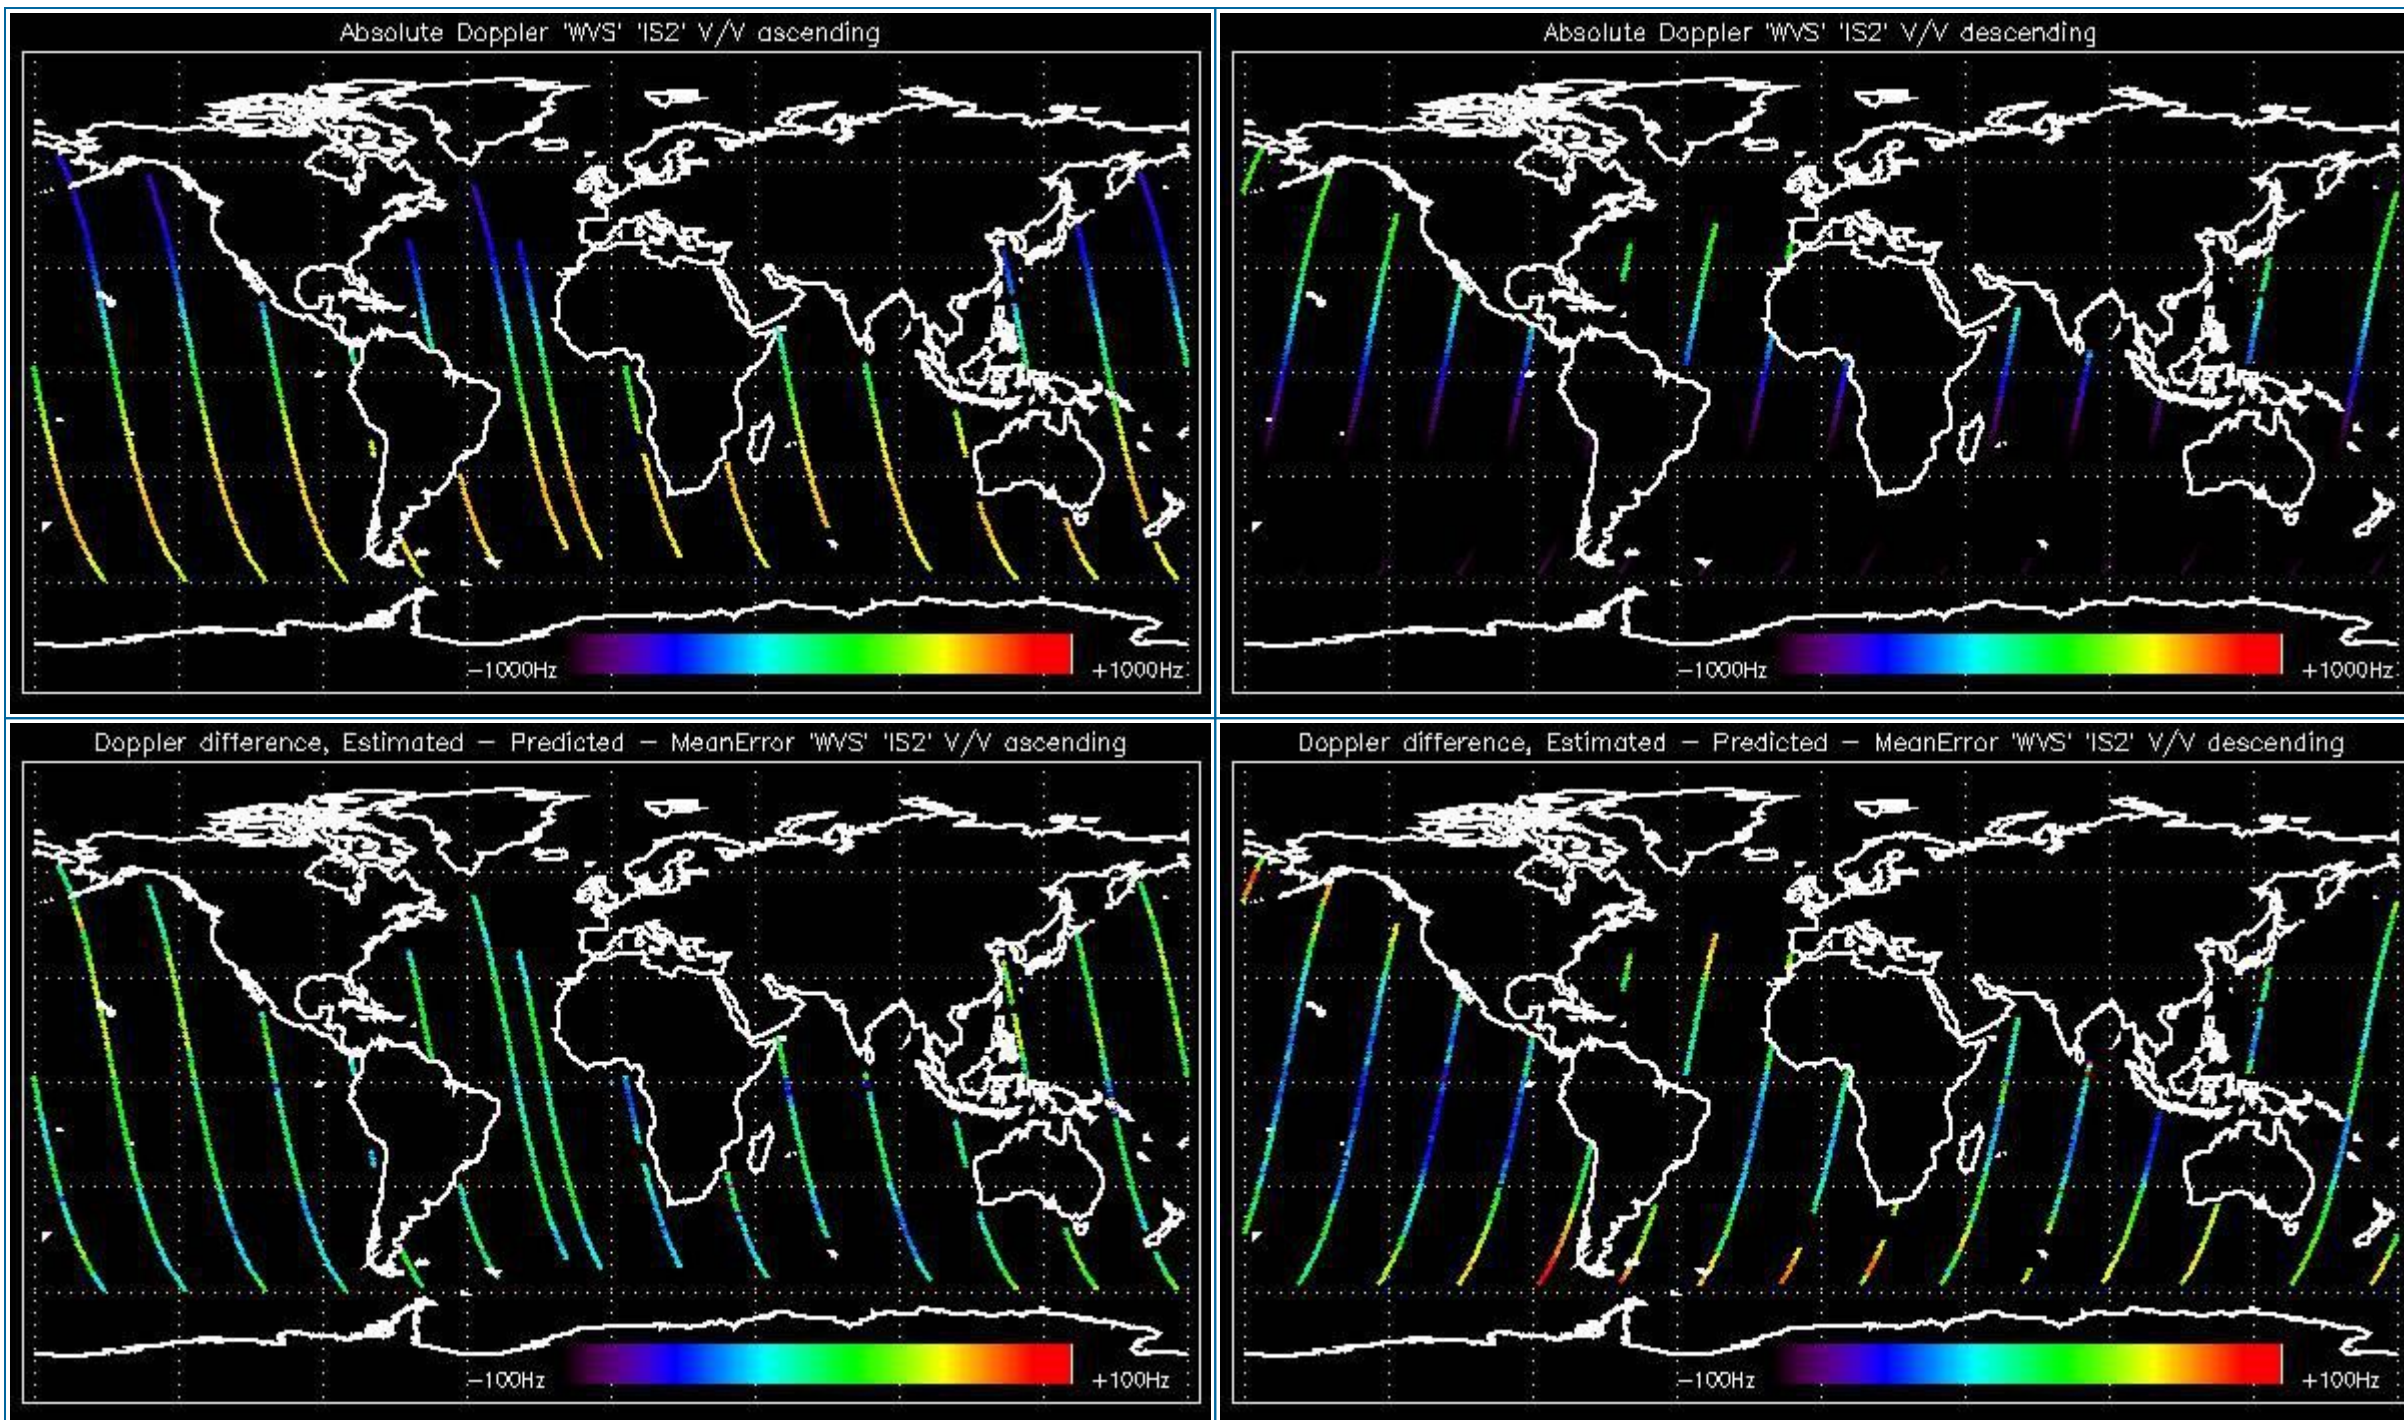 Absolute Doppler 'WVS' 'IS2' V/V ascending
-1000Hz
+1000Hz
Absolute Doppler 'WVS' 'IS2' V/V descending
-1000Hz
+1000Hz
Doppler difference, Estimated - Predicted - MeanError 'WVS' 'IS2' V/V ascending
-100Hz
+100Hz
Doppler difference, Estimated - Predicted - MeanError 'WVS' 'IS2' V/V descending
-100Hz
+100Hz